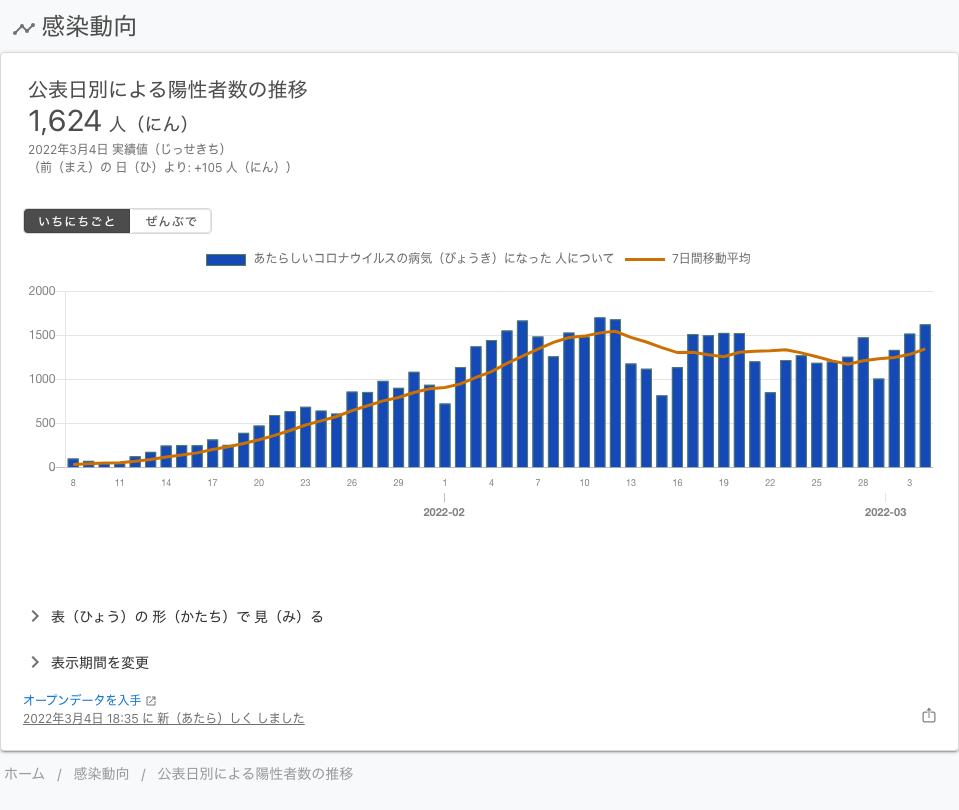 感染動向
公表日別による陽性者数の推移
1,624 人（にん）
2022年3月4日 実績値（じっせきち）
（前（まえ）の 日（ひ）より: +105 人（にん））
いちにちごと ぜんぶで
あたらしいコロナウイルスの病気（びょうき）になった 人について 7日間移動平均
2000
1500
1000
500
0
8 11 14 17 20 23 26 29 1 4 7 10 13 16 19 22 25 28 3
2022-02 2022-03
表（ひょう）の 形（かたち）で 見（み）る
表示期間を変更
オープンデータを入手
2022年3月4日 18:35 に 新（あたら）しく しました
ホーム / 感染動向 / 公表日別による陽性者数の推移